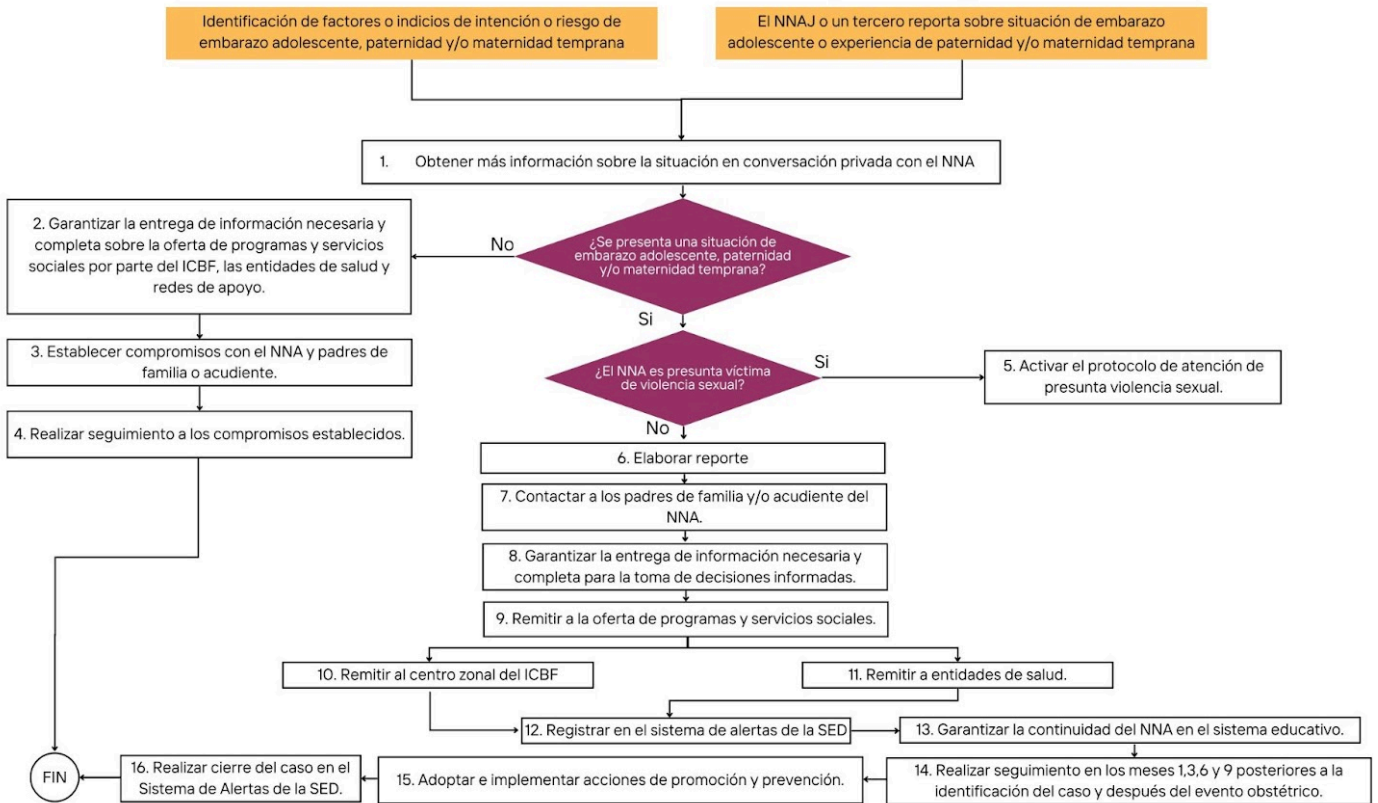 Identificación de factores o indicios de intención o riesgo de
embarazo adolescente, paternidad y/o maternidad temprana
El NNAJ o un tercero reporta sobre situación de embarazo
adolescente o experiencia de paternidad y/o maternidad temprana
1. Obtener más información sobre la situación en conversación privada con el NNA
¿Se presenta una situación de
embarazo adolescente, paternidad
y/o maternidad temprana?
No
2. Garantizar la entrega de información necesaria y
completa sobre la oferta de programas y servicios
sociales por parte del ICBF, las entidades de salud y
redes de apoyo.
3. Establecer compromisos con el NNA y padres de
familia o acudiente.
4. Realizar seguimiento a los compromisos establecidos.
Si
¿El NNA es presunta víctima
de violencia sexual?
Si
5. Activar el protocolo de atención de
presunta violencia sexual.
No
6. Elaborar reporte
7. Contactar a los padres de familia y/o acudiente del
NNA.
8. Garantizar la entrega de información necesaria y
completa para la toma de decisiones informadas.
9. Remitir a la oferta de programas y servicios sociales.
10. Remitir al centro zonal del ICBF
11. Remitir a entidades de salud.
12. Registrar en el sistema de alertas de la SED
13. Garantizar la continuidad del NNA en el sistema educativo.
14. Realizar seguimiento en los meses 1,3,6 y 9 posteriores a la
identificación del caso y después del evento obstétrico.
15. Adoptar e implementar acciones de promoción y prevención.
16. Realizar cierre del caso en el
Sistema de Alertas de la SED.
FIN